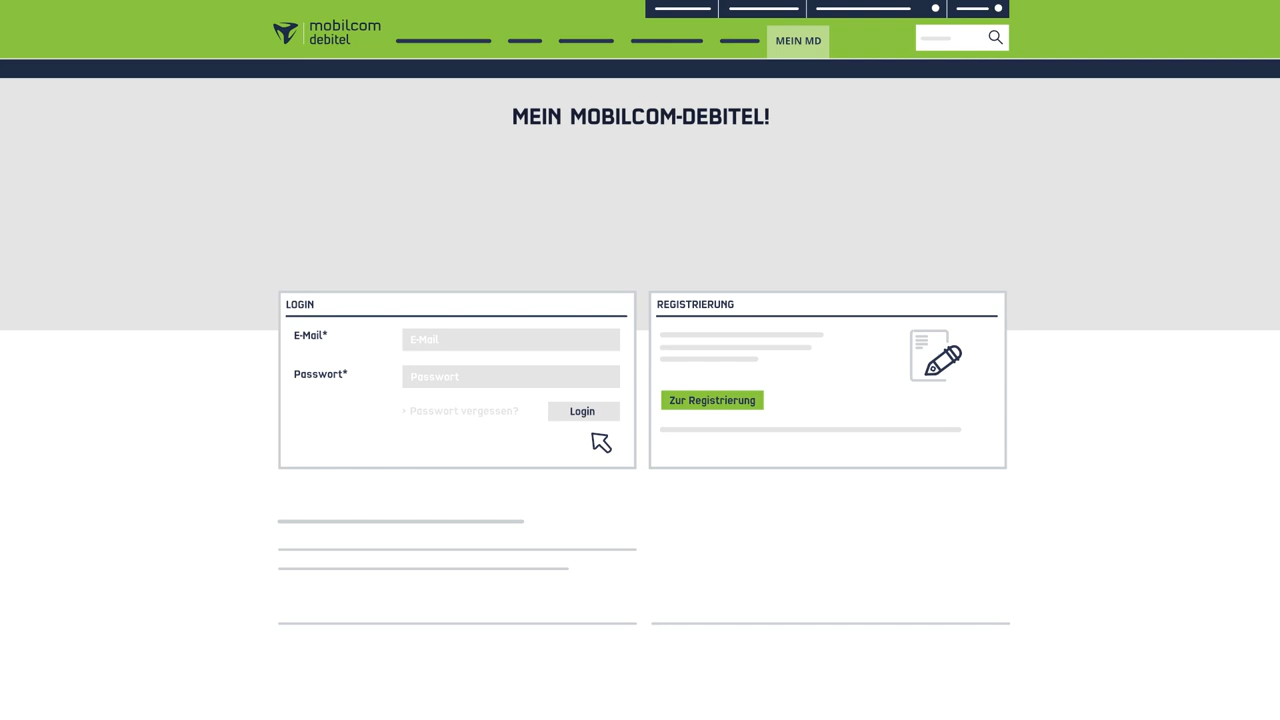 mobilcom
debitel
MEIN MD
MEIN MOBILCOM-DEBITEL!
LOGIN
E-Mail*
E-Mail
Passwort*
Passwort
› Passwort vergessen?
Login
REGISTRIERUNG
Zur Registrierung